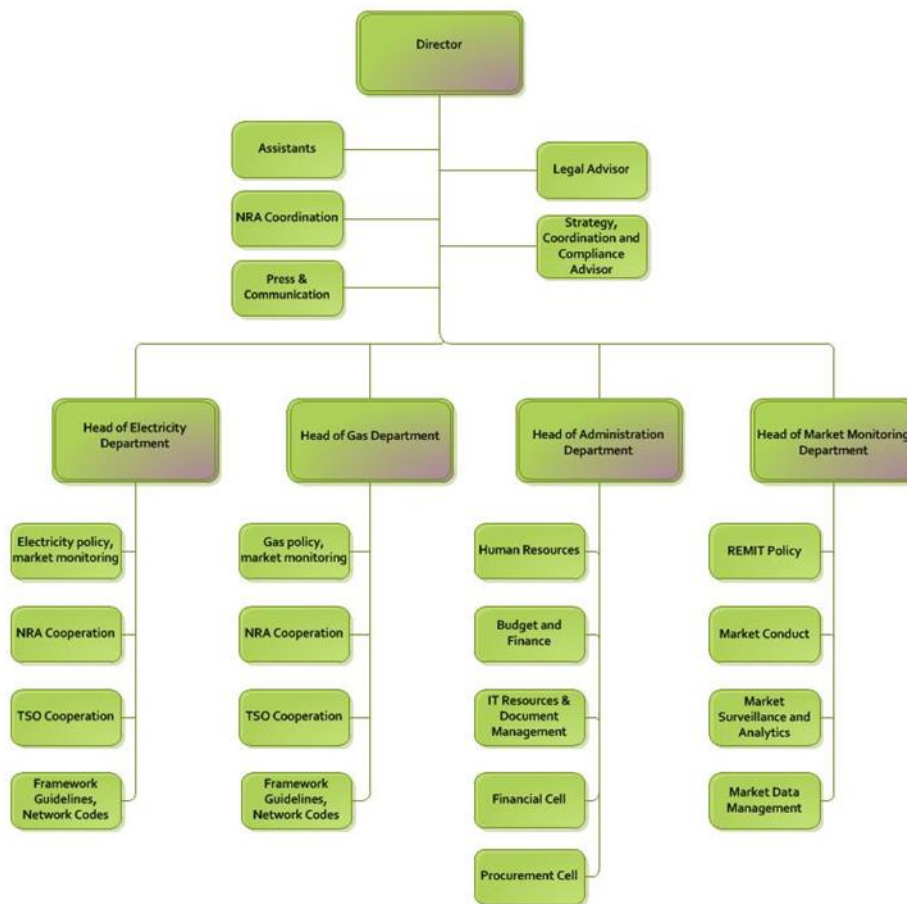 Director
Assistants
Legal Advisor
NRA Coordination
Strategy,
Coordination and
Compliance
Advisor
Press &
Communication
Head of Electricity
Department
Head of Gas Department
Head of Administration
Department
Head of Market Monitoring
Department
Electricity policy,
market monitoring
NRA Cooperation
TSO Cooperation
Framework
Guidelines,
Network Codes
Gas policy,
market monitoring
NRA Cooperation
TSO Cooperation
Framework
Guidelines,
Network Codes
Human Resources
Budget and
Finance
IT Resources &
Document
Management
Financial Cell
Procurement Cell
REMIT Policy
Market Conduct
Market
Surveillance and
Analytics
Market Data
Management